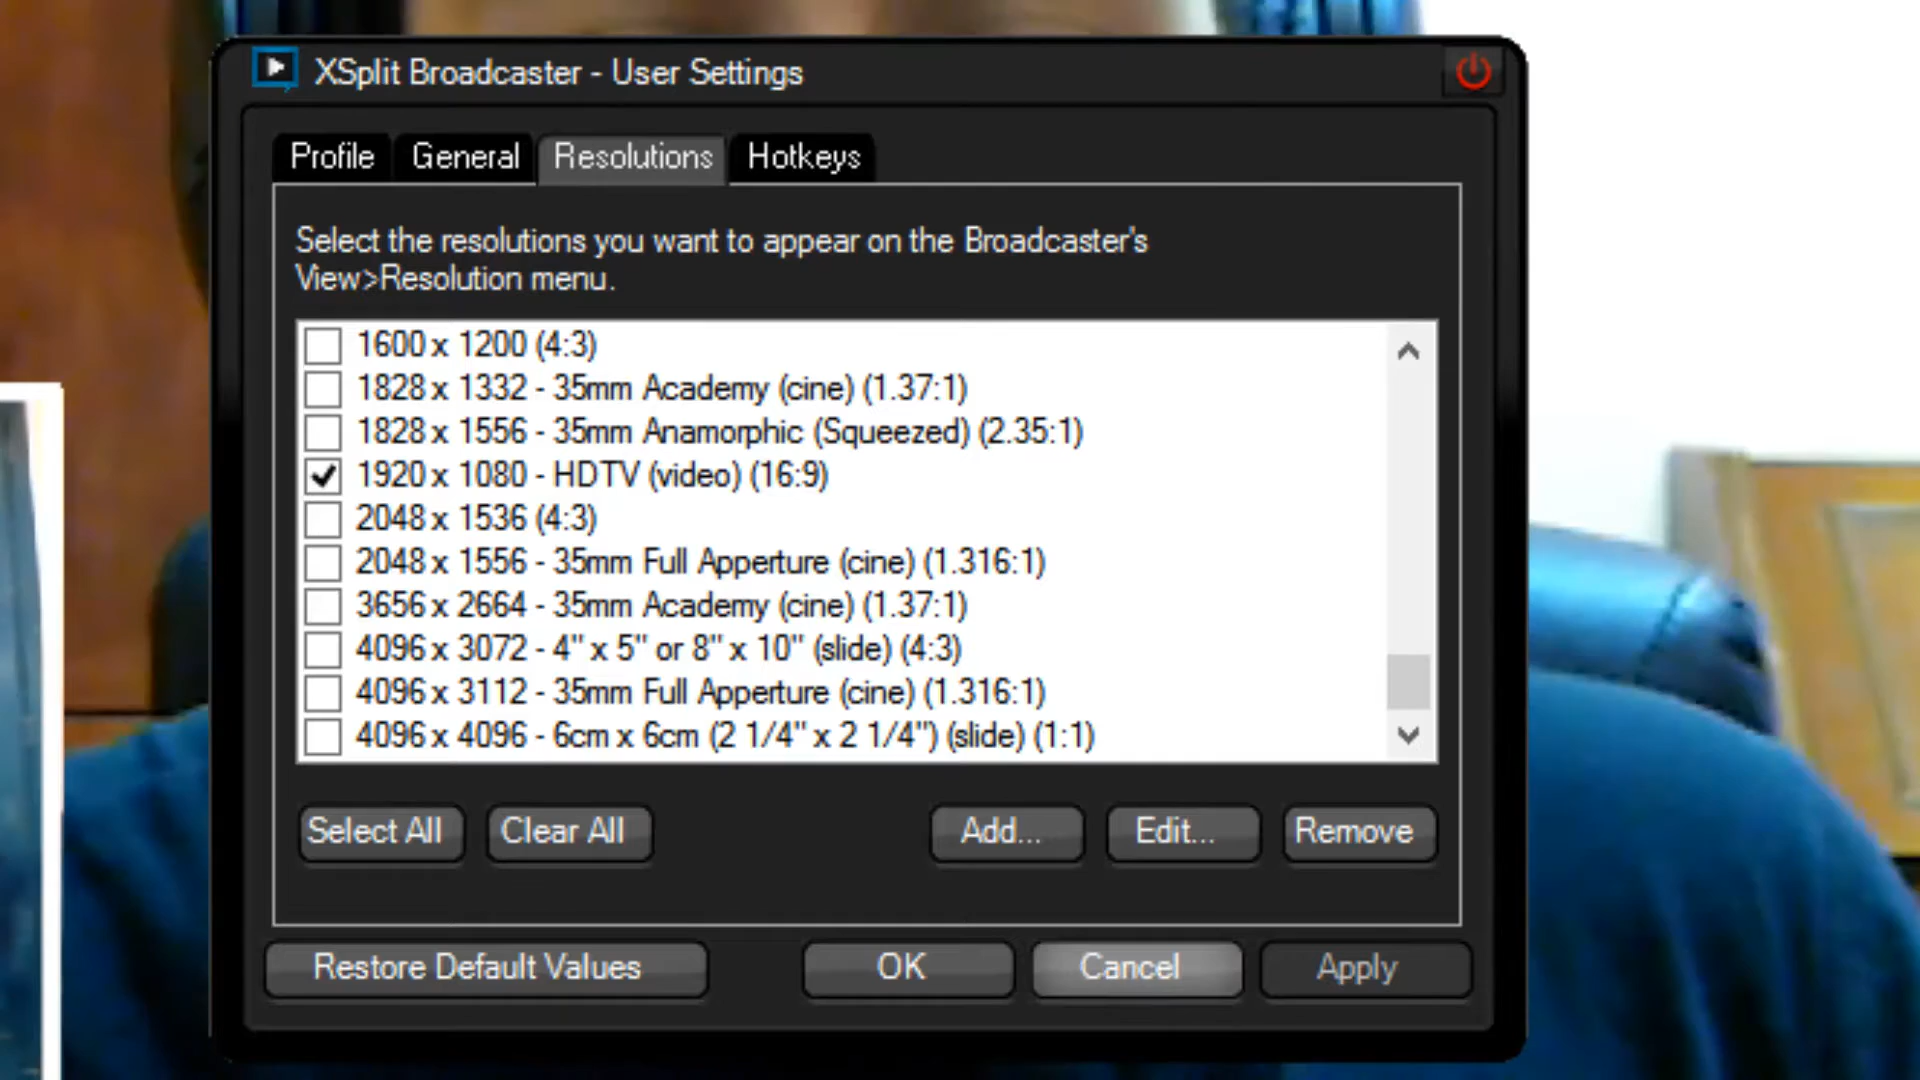 XSplit Broadcaster - User Settings
Profile General Resolutions Hotkeys
Select the resolutions you want to appear on the Broadcaster's
View>Resolution menu.
1600 x 1200 (4:3)
1828 x 1332 - 35mm Academy (cine) (1.37:1)
1828 x 1556 - 35mm Anamorphic (Squeezed) (2.35:1)
1920 x 1080 - HDTV (video) (16:9)
2048 x 1536 (4:3)
2048 x 1556 - 35mm Full Apperture (cine) (1.316:1)
3656 x 2664 - 35mm Academy (cine) (1.37:1)
4096 x 3072 - 4" x 5" or 8" x 10" (slide) (4:3)
4096 x 3112 - 35mm Full Apperture (cine) (1.316:1)
4096 x 4096 - 6cm x 6cm (2 1/4" x 2 1/4") (slide) (1:1)
Select All Clear All Add... Edit... Remove
Restore Default Values OK Cancel Apply